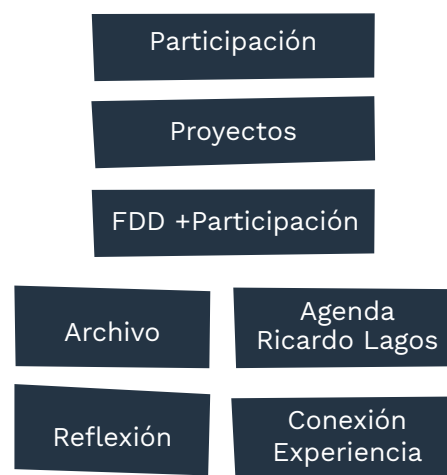 Participación
Proyectos
FDD +Participación
Archivo
Agenda
Ricardo Lagos
Reflexión
Conexión
Experiencia